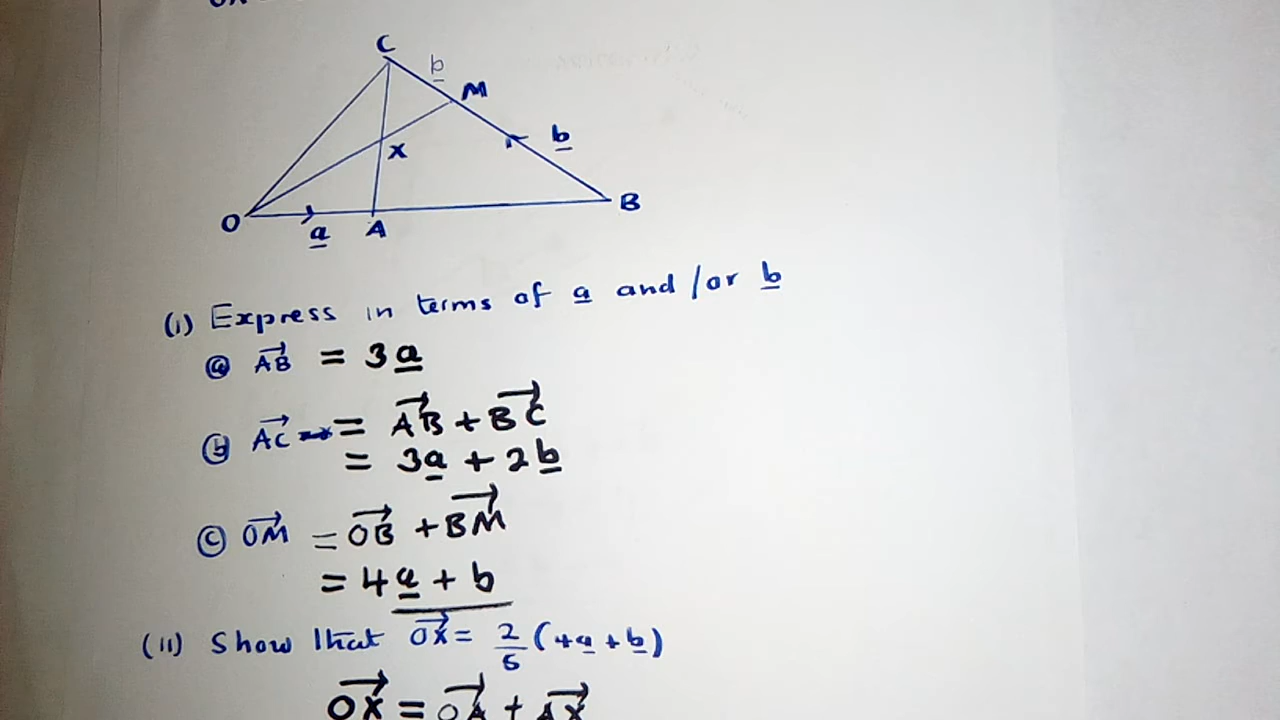 C
b
M
b
X
O
a
A
B
(i) Express in terms of a and/or b
(a) AB = 3a
(b) AC = AB + BC
= 3a + 2b
(c) OM = OB + BM
= 4a + b
(ii) Show that OX = 2/5 (4a + b)
OX = OA + AX